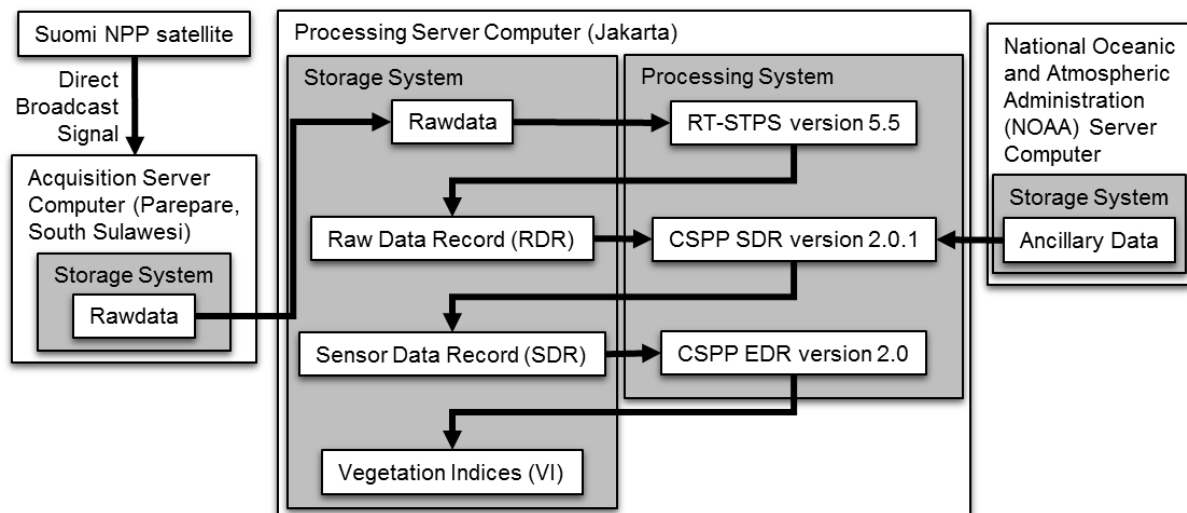 Suomi NPP satellite
Direct
Broadcast
Signal
Acquisition Server
Computer (Parepare,
South Sulawesi)
Storage System
Rawdata
Processing Server Computer (Jakarta)
Storage System
Rawdata
Raw Data Record (RDR)
Sensor Data Record (SDR)
Vegetation Indices (VI)
Processing System
RT-STPS version 5.5
CSPP SDR version 2.0.1
CSPP EDR version 2.0
National Oceanic
and Atmospheric
Administration
(NOAA) Server
Computer
Storage System
Ancillary Data